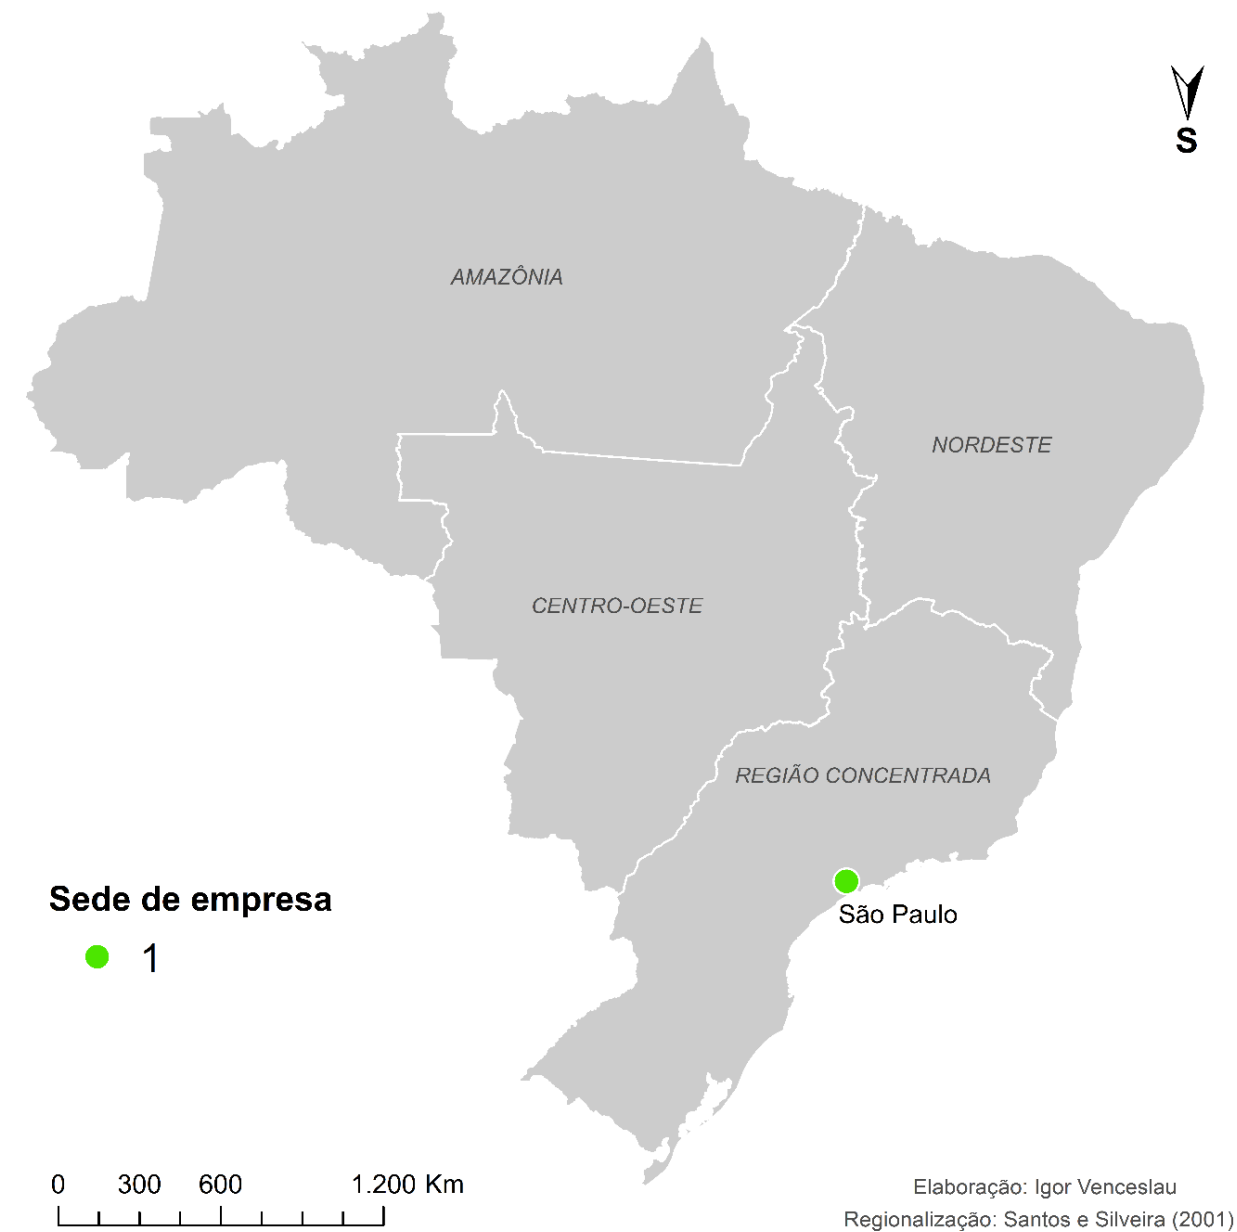 S
AMAZÔNIA
NORDESTE
CENTRO-OESTE
REGIÃO CONCENTRADA
São Paulo
Sede de empresa
1
0 300 600 1.200 Km
Elaboração: Igor Venceslau
Regionalização: Santos e Silveira (2001)